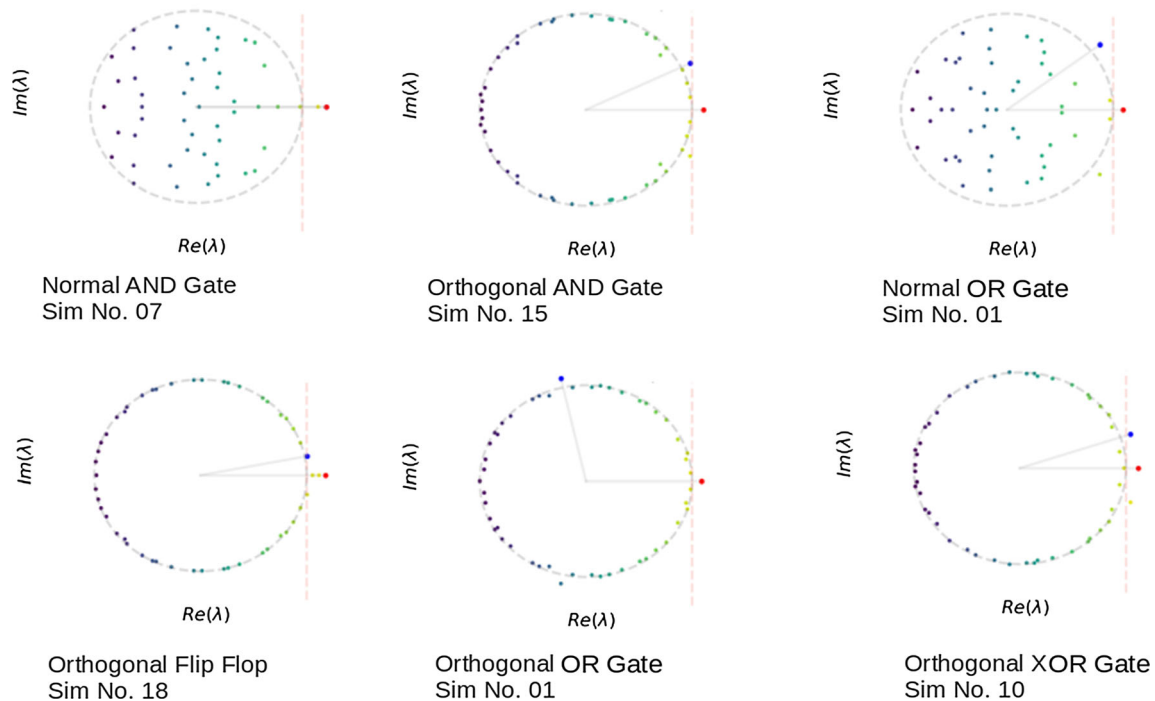 Im(λ)
Re(λ)
Normal AND Gate
Sim No. 07
Im(λ)
Re(λ)
Orthogonal AND Gate
Sim No. 15
Im(λ)
Re(λ)
Normal OR Gate
Sim No. 01
Im(λ)
Re(λ)
Orthogonal Flip Flop
Sim No. 18
Im(λ)
Re(λ)
Orthogonal OR Gate
Sim No. 01
Im(λ)
Re(λ)
Orthogonal XOR Gate
Sim No. 10